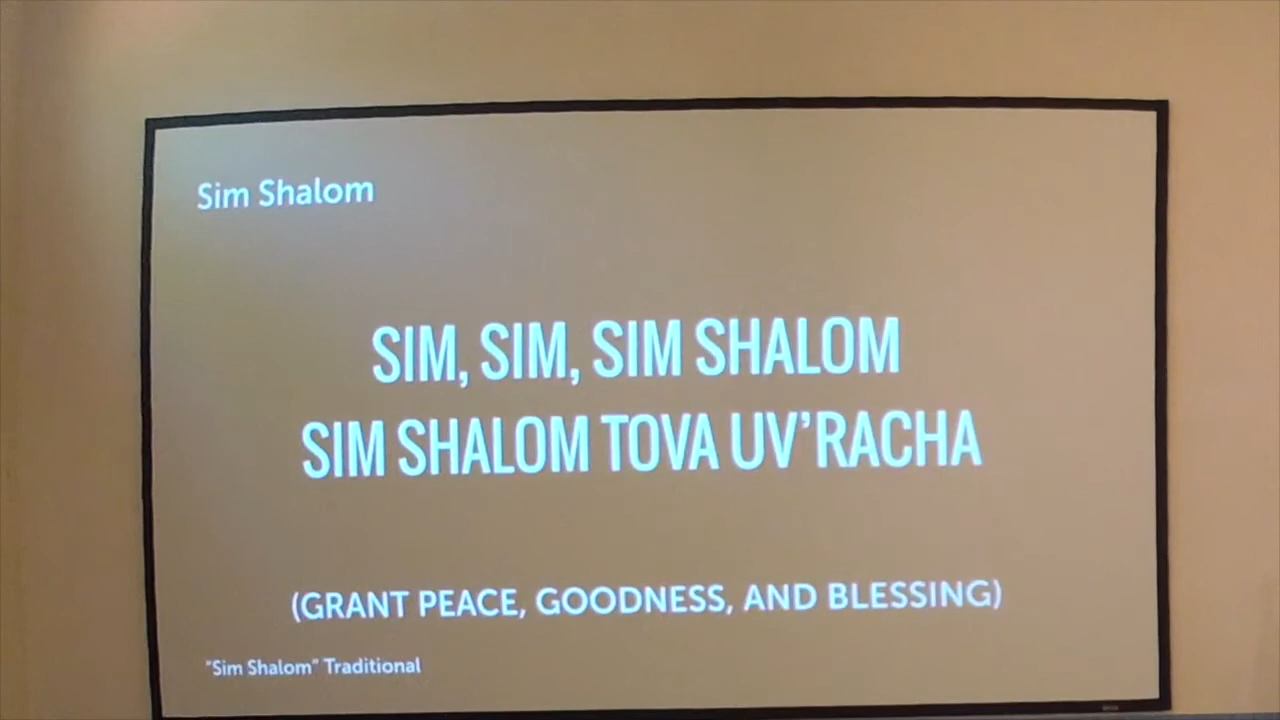 Sim Shalom
SIM, SIM, SIM SHALOM
SIM SHALOM TOVA UV’RACHA
(GRANT PEACE, GOODNESS, AND BLESSING)
“Sim Shalom” Traditional